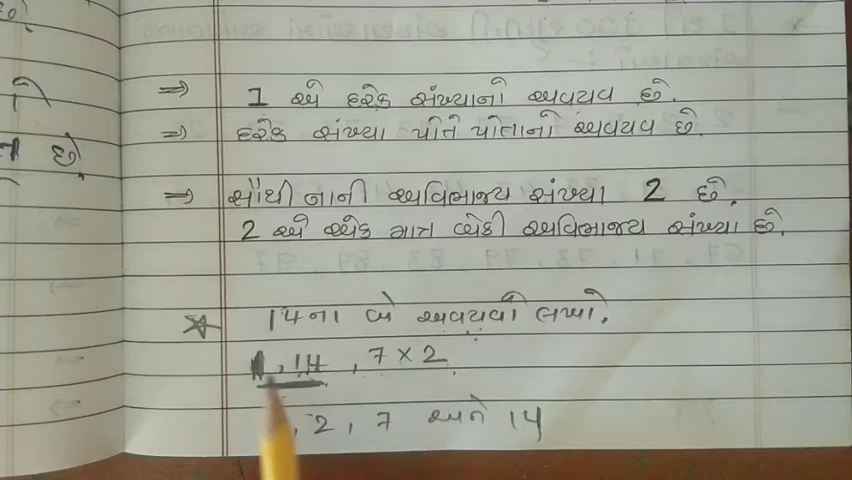 ⇒ 1 એ દરેક સંખ્યાનો અવયવ છે.
⇒ દરેક સંખ્યા પોતે પોતાનો અવયવ છે.
⇒ સૌથી નાની અવિભાજ્ય સંખ્યા 2 છે.
2 એ એક માત્ર બેકી અવિભાજ્ય સંખ્યા છે.
14ના બે અવયવો લખો.
1, 14, 7 × 2
, 2, 7 અને 14
છે.